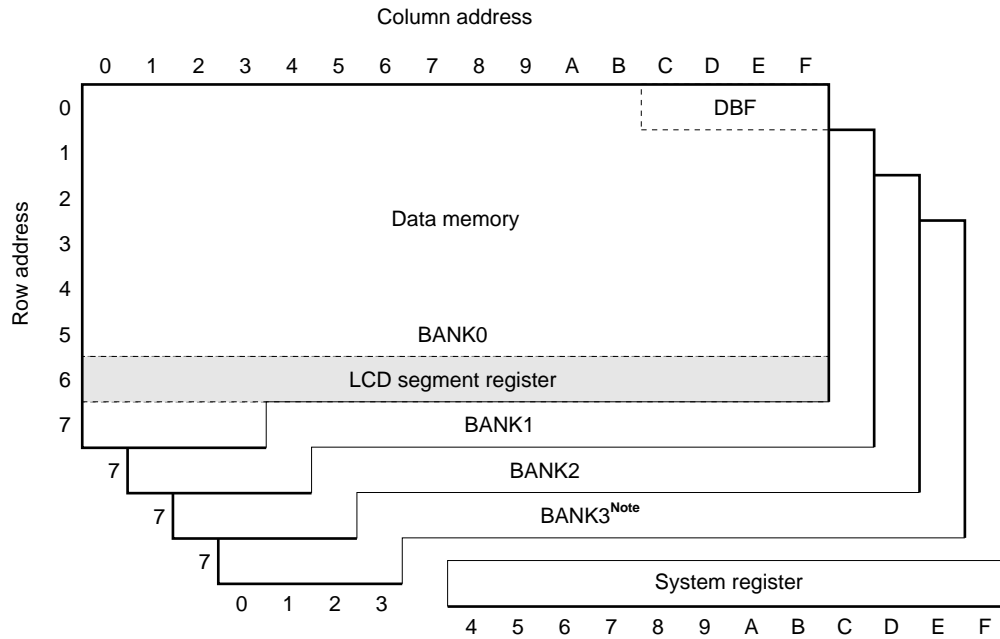 Column address
0 1 2 3 4 5 6 7 8 9 A B C D E F
Row address
0 DBF
1
2 Data memory
3
4
5 BANK0
6 LCD segment register
7 BANK1
7 BANK2
7 BANK3Note
7
System register
0 1 2 3
4 5 6 7 8 9 A B C D E F